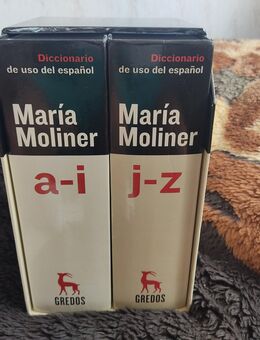 Diccionario
de uso del español
María
Moliner
a-i
GREDOS
Diccionario
de uso del español
María
Moliner
j-z
GREDOS